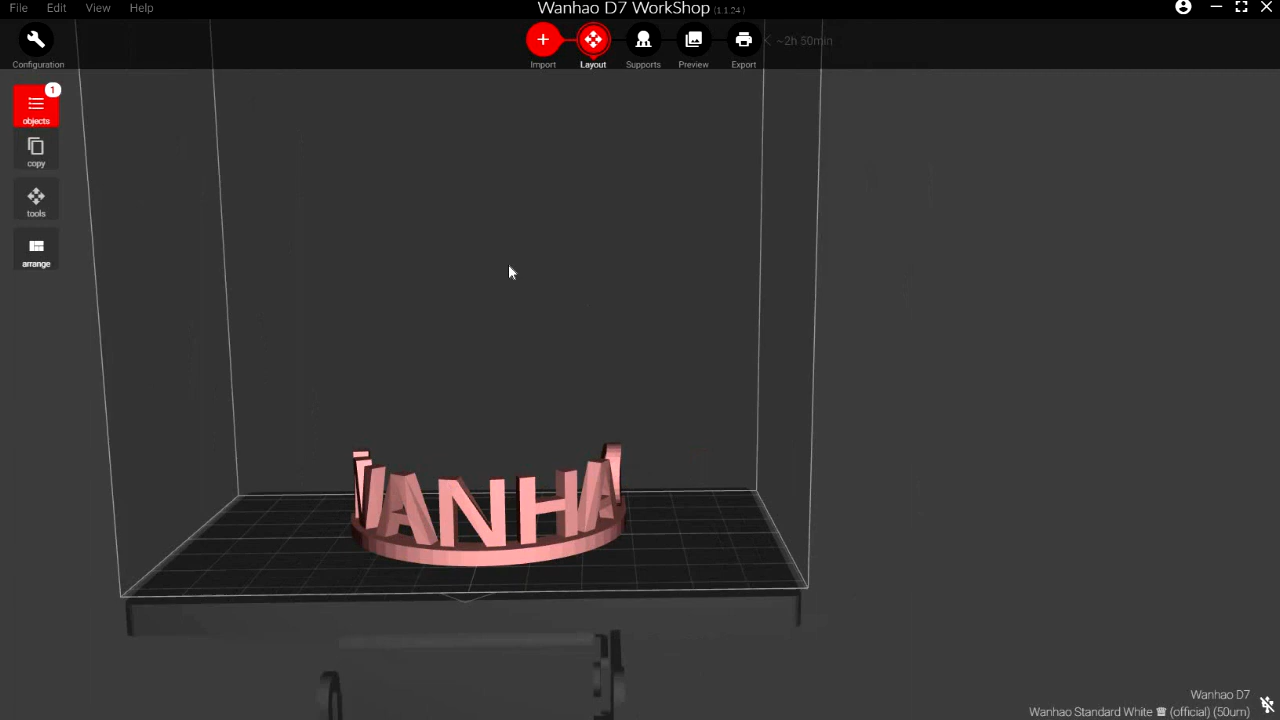 File Edit View Help
Wanhao D7 WorkShop (1.1.24)
Configuration
Import Layout Supports Preview Export ~2h 50min
1
objects
copy
tools
arrange
WANHA
Wanhao D7
Wanhao Standard White (official) (50um)